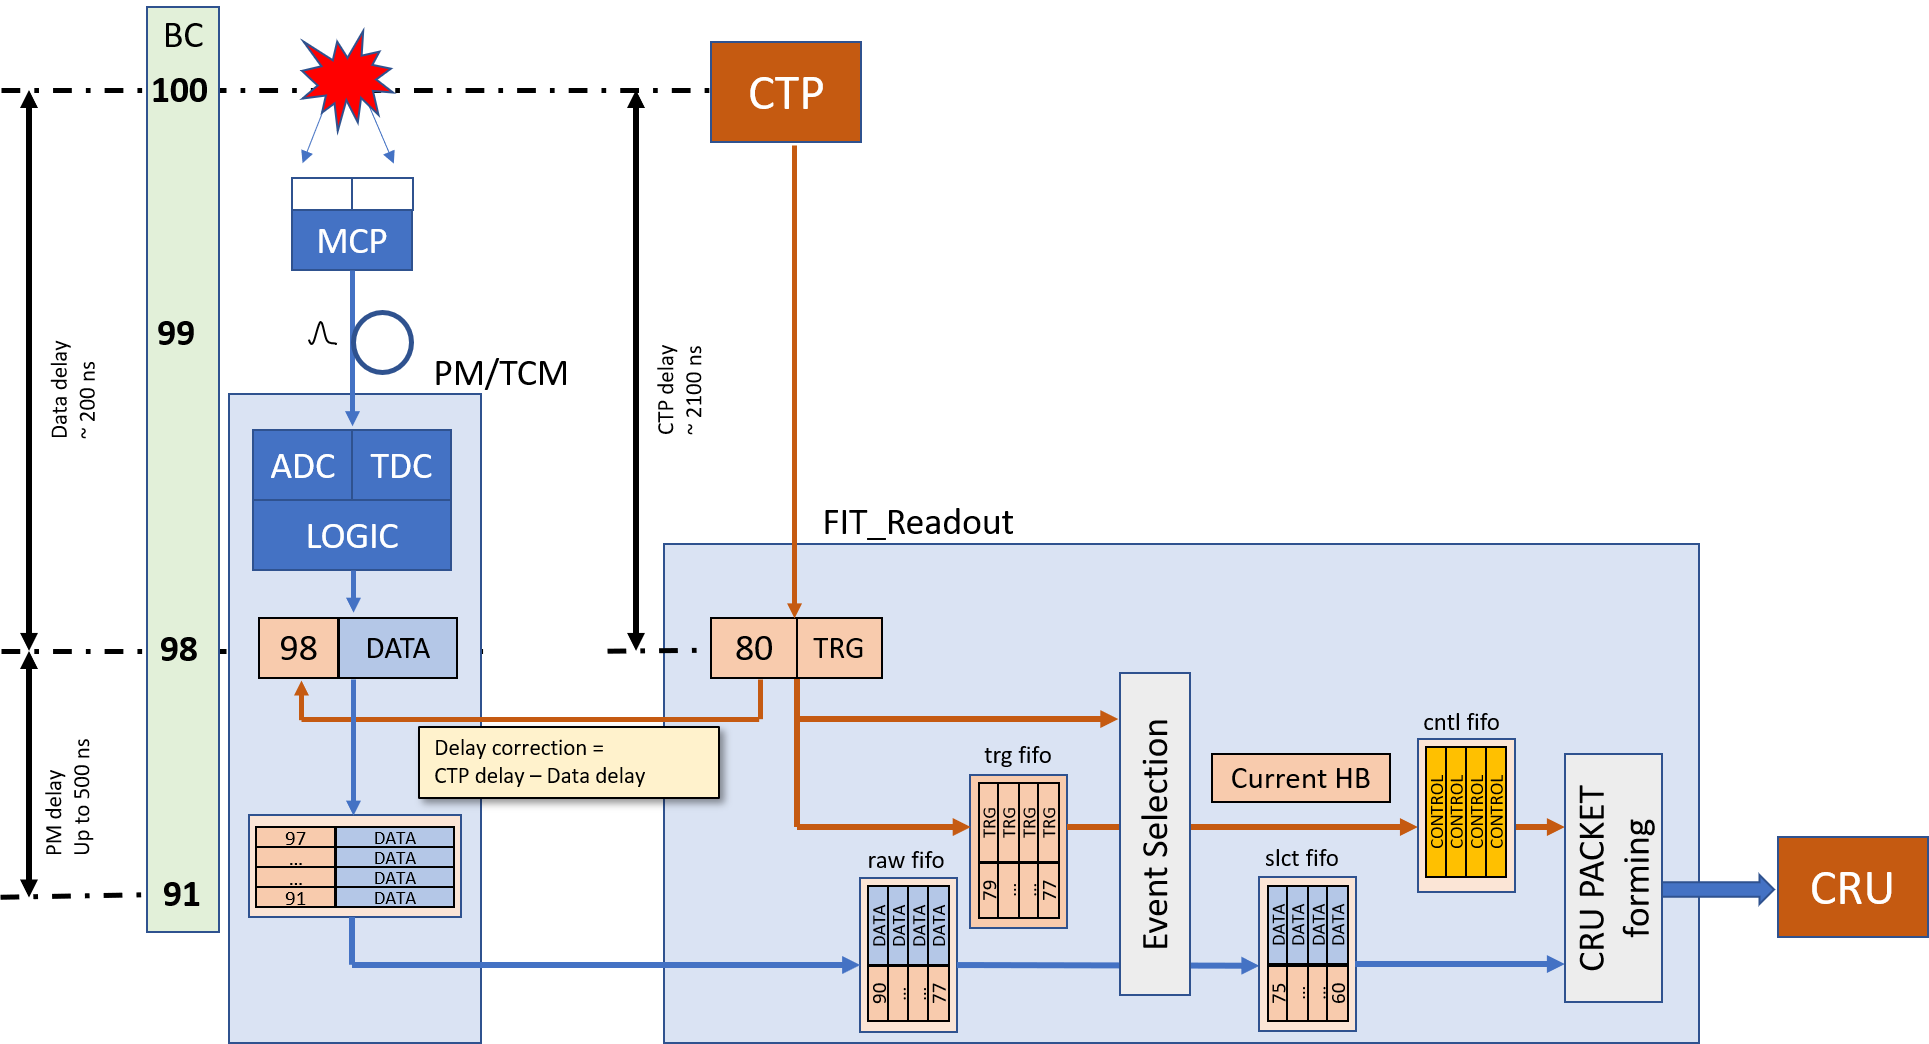 BC
100
CTP
MCP
99
Data delay
~ 200 ns
CTP delay
~ 2100 ns
PM/TCM
ADC
TDC
LOGIC
FIT_Readout
98
98
DATA
80
TRG
Delay correction =
CTP delay – Data delay
PM delay
Up to 500 ns
97
DATA
...
DATA
...
DATA
91
DATA
91
trg fifo
TRG
TRG
TRG
TRG
79
...
...
77
raw fifo
DATA
DATA
DATA
DATA
90
...
...
77
Event Selection
Current HB
cntl fifo
CONTROL
CONTROL
CONTROL
CONTROL
slct fifo
DATA
DATA
DATA
DATA
75
...
...
60
CRU PACKET
forming
CRU